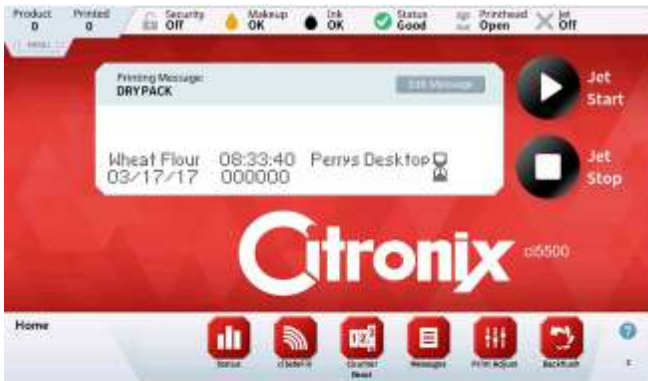 Product Printed Security Makeup Ink Status Printhead Jet
0 0 Off OK OK Good Open Off
MENU
Printing Message:
DRYPACK
Edit Message
Wheat Flour 08:33:40 Perrys Desktop
03/17/17 000000
Jet
Start
Jet
Stop
Citronix
ci5500
Home
Status Counter Messages Print Adjust Backflush
Reset